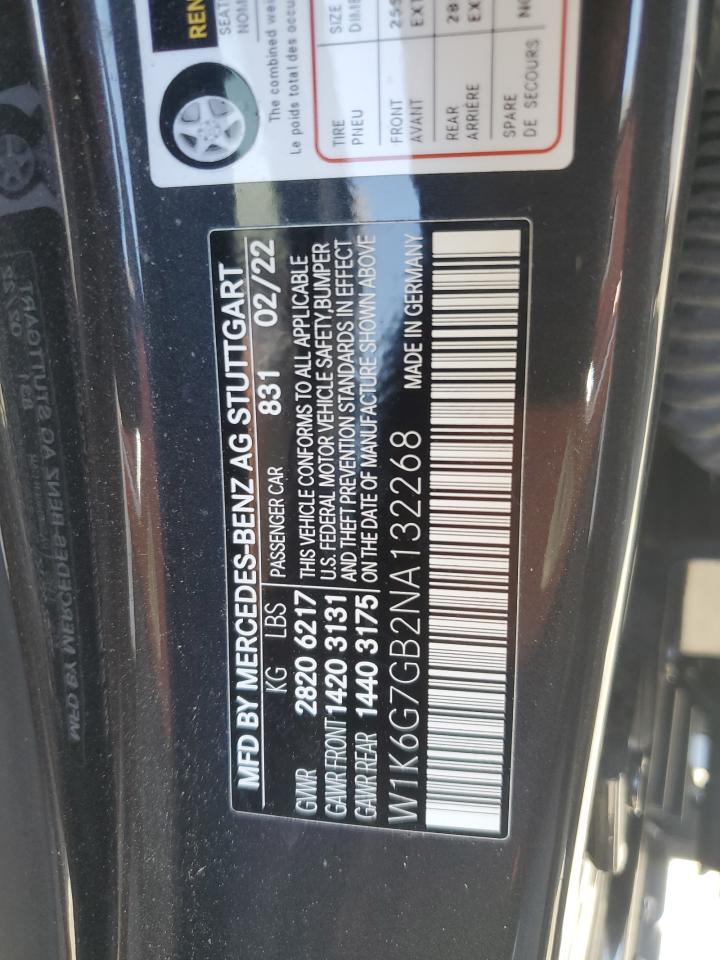 MFD BY MERCEDES-BENZ AG STUTTGART
KG LBS PASSENGER CAR 831 02/22
GVWR 2820 6217 THIS VEHICLE CONFORMS TO ALL APPLICABLE
U.S. FEDERAL MOTOR VEHICLE SAFETY,BUMPER
GAWR FRONT 1420 3131 AND THEFT PREVENTION STANDARDS IN EFFECT
GAWR REAR 1440 3175 ON THE DATE OF MANUFACTURE SHOWN ABOVE
W1K6G7GB2NA132268 MADE IN GERMANY
The combined
Le poids total des
TIRE SIZE
PNEU
FRONT
AVANT
REAR 28
ARRIÈRE
SPARE
DE SECOURS